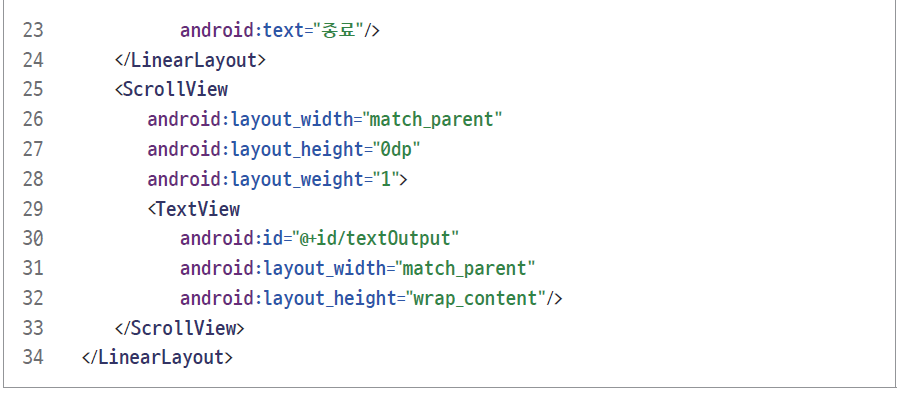 23 android:text="종료"/>
24 </LinearLayout>
25 <ScrollView
26 android:layout_width="match_parent"
27 android:layout_height="0dp"
28 android:layout_weight="1">
29 <TextView
30 android:id="@+id/textOutput"
31 android:layout_width="match_parent"
32 android:layout_height="wrap_content"/>
33 </ScrollView>
34 </LinearLayout>